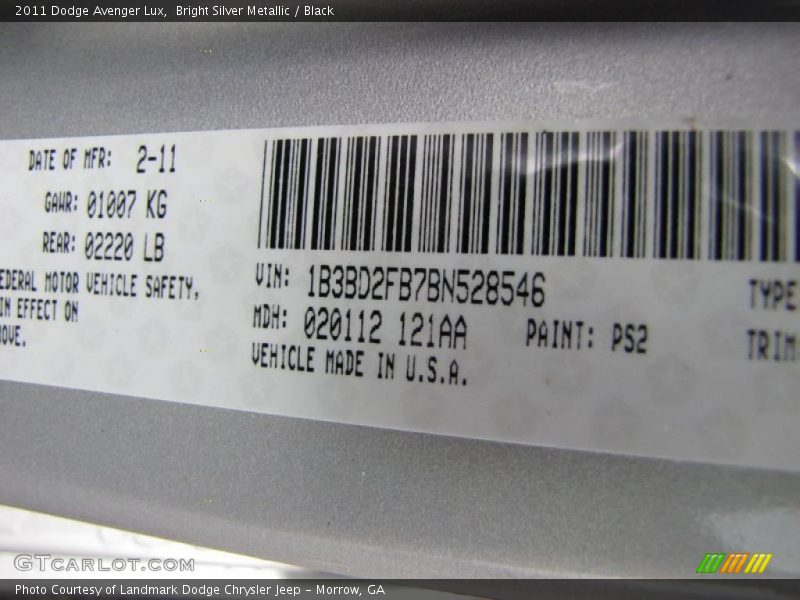 2011 Dodge Avenger Lux,  Bright Silver Metallic / Black
DATE OF MFR: 2-11
GAWR: 01007 KG
REAR: 02220 LB
EDERAL MOTOR VEHICLE SAFETY,
IN EFFECT ON
OVE.
VIN: 1B3BD2FB7BN528546
MDH: 020112 121AA PAINT: PS2
VEHICLE MADE IN U.S.A.
TYPE
TRIM
GTCARLOT.COM
Photo Courtesy of Landmark Dodge Chrysler Jeep – Morrow, GA